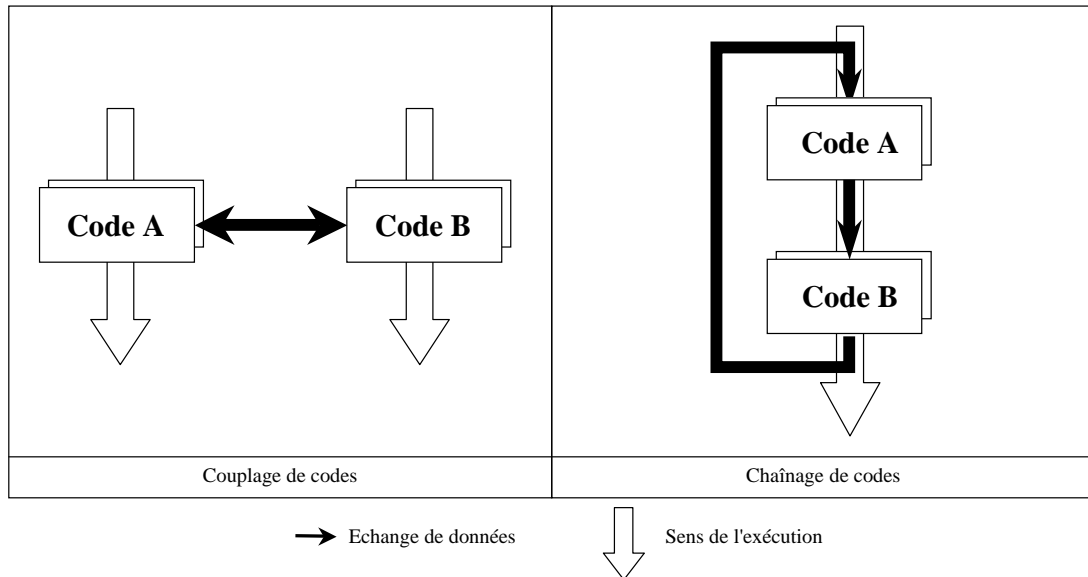 Code A
Code B
Code A
Code B
Couplage de codes
Chaînage de codes
Echange de données
Sens de l'exécution